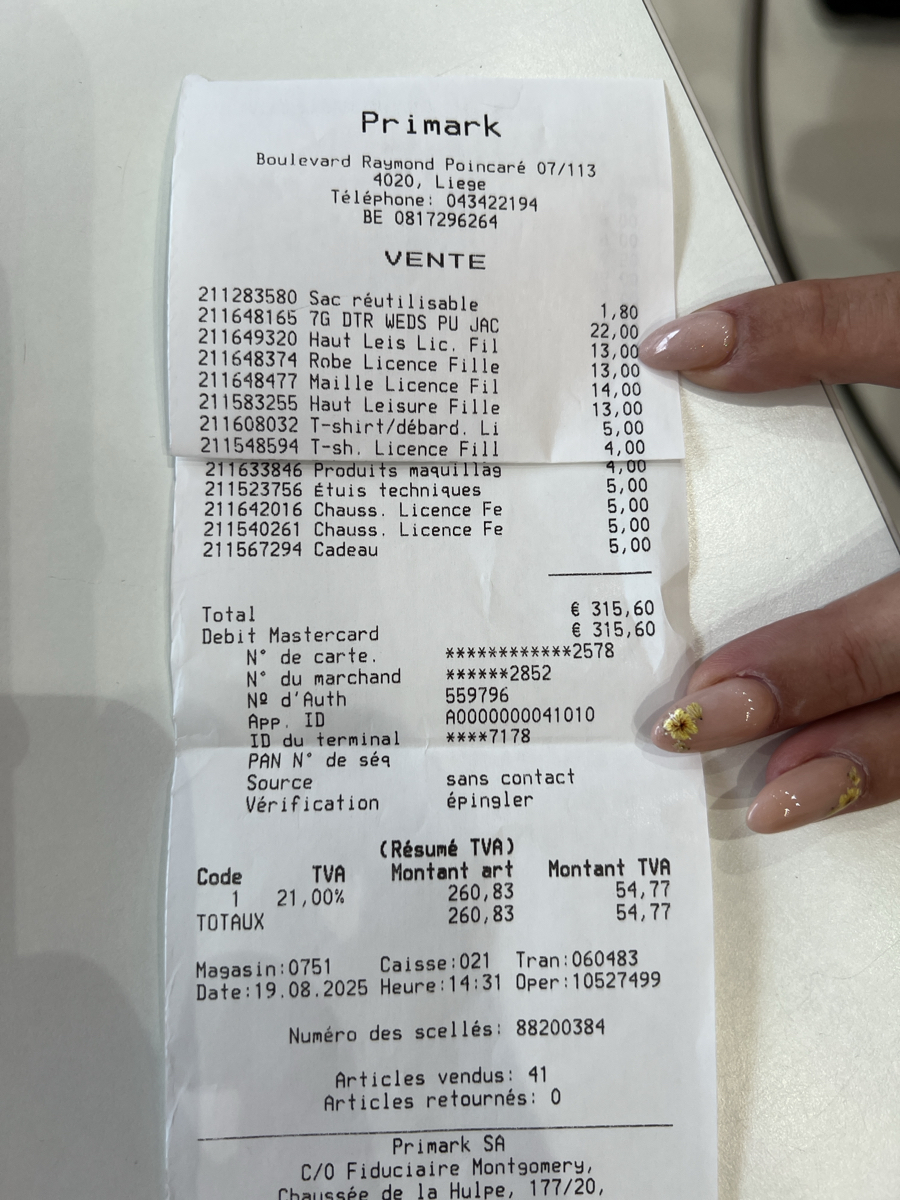 Primark
Boulevard Raymond Poincaré 07/113
4020, Liege
Téléphone: 043422194
BE 0817296264
VENTE
211283580 Sac réutilisable 1,80
211648165 7G DTR WEDS PU JAC 22,00
211649320 Haut Leis Lic. Fil 13,00
211648374 Robe Licence Fille 13,00
211648477 Maille Licence Fil 14,00
211583255 Haut Leisure Fille 13,00
211608032 T-shirt/débard. Li 5,00
211548594 T-sh. Licence Fill 4,00
211633846 Produits maquillag 4,00
211523756 Étuis techniques 5,00
211642016 Chauss. Licence Fe 5,00
211540261 Chauss. Licence Fe 5,00
211567294 Cadeau 5,00
Total € 315,60
Debit Mastercard € 315,60
N° de carte. ************2578
N° du marchand ******2852
Nº d'Auth 559796
App. ID A0000000041010
ID du terminal ****7178
PAN N° de séq
Source sans contact
Vérification épingler
(Résumé TVA)
Code TVA Montant art Montant TVA
1 21,00% 260,83 54,77
TOTAUX 260,83 54,77
Magasin:0751 Caisse:021 Tran:060483
Date:19.08.2025 Heure:14:31 Oper:10527499
Numéro des scellés: 88200384
Articles vendus: 41
Articles retournés: 0
Primark SA
C/O Fiduciaire Montgomery,
Chaussée de la Hulpe, 177/20,